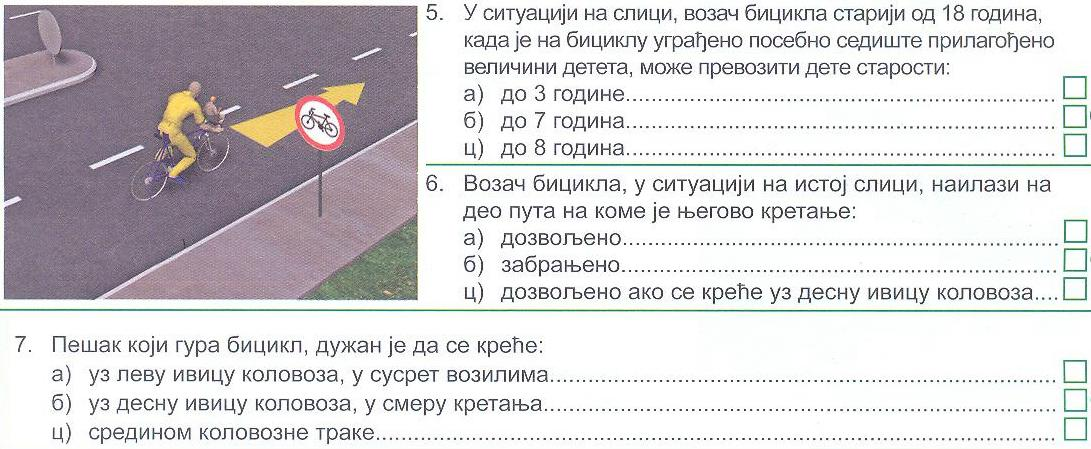 5. У ситуацији на слици, возач бицикла старији од 18 година,
када је на бициклу уграђено посебно седиште прилагођено
величини детета, може превозити дете старости:
а) до 3 године...............................................................
б) до 7 година...............................................................
ц) до 8 година...............................................................
6. Возач бицикла, у ситуацији на истој слици, наилази на
део пута на коме је његово кретање:
а) дозвољено...............................................................
б) забрањено...............................................................
ц) дозвољено ако се креће уз десну ивицу коловоза....
7. Пешак који гура бицикл, дужан је да се креће:
а) уз леву ивицу коловоза, у сусрет возилима...............................................................
б) уз десну ивицу коловоза, у смеру кретања...............................................................
ц) средином коловозне траке...............................................................